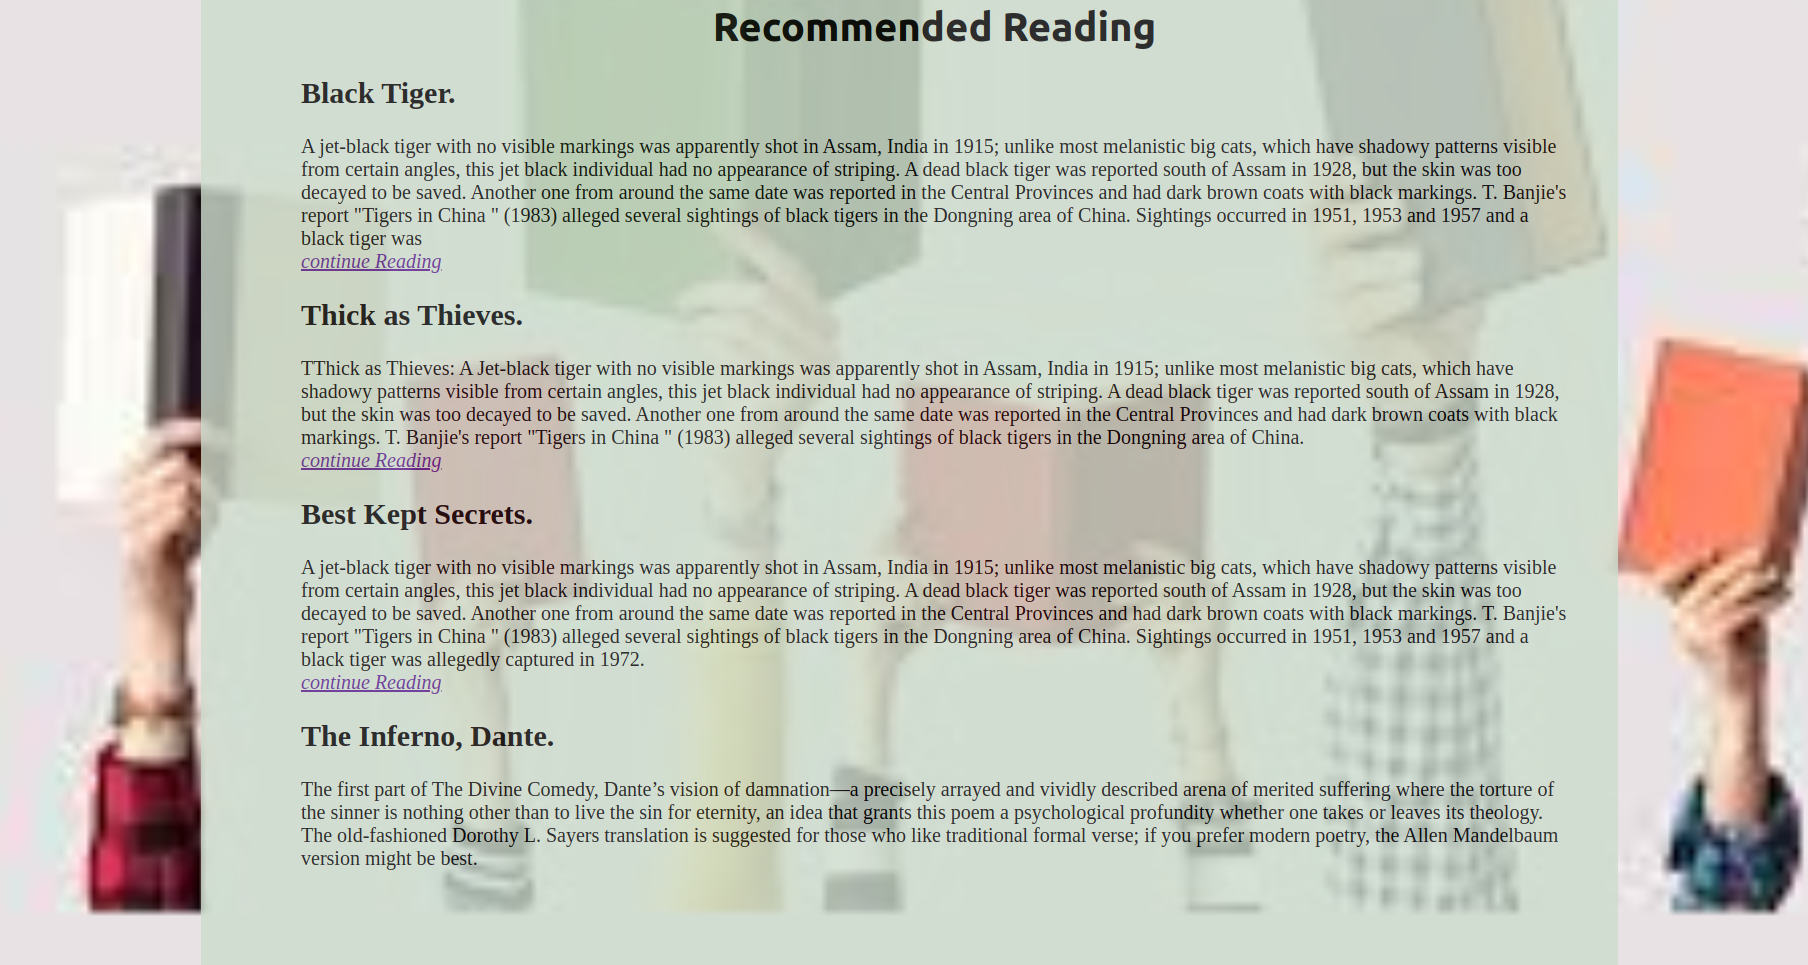 Recommended Reading
Black Tiger.
A jet-black tiger with no visible markings was apparently shot in Assam, India in 1915; unlike most melanistic big cats, which have shadowy patterns visible
from certain angles, this jet black individual had no appearance of striping. A dead black tiger was reported south of Assam in 1928, but the skin was too
decayed to be saved. Another one from around the same date was reported in the Central Provinces and had dark brown coats with black markings. T. Banjie's
report "Tigers in China " (1983) alleged several sightings of black tigers in the Dongning area of China. Sightings occurred in 1951, 1953 and 1957 and a
black tiger was
continue Reading
Thick as Thieves.
TThick as Thieves: A Jet-black tiger with no visible markings was apparently shot in Assam, India in 1915; unlike most melanistic big cats, which have
shadowy patterns visible from certain angles, this jet black individual had no appearance of striping. A dead black tiger was reported south of Assam in 1928,
but the skin was too decayed to be saved. Another one from around the same date was reported in the Central Provinces and had dark brown coats with black
markings. T. Banjie's report "Tigers in China " (1983) alleged several sightings of black tigers in the Dongning area of China.
continue Reading
Best Kept Secrets.
A jet-black tiger with no visible markings was apparently shot in Assam, India in 1915; unlike most melanistic big cats, which have shadowy patterns visible
from certain angles, this jet black individual had no appearance of striping. A dead black tiger was reported south of Assam in 1928, but the skin was too
decayed to be saved. Another one from around the same date was reported in the Central Provinces and had dark brown coats with black markings. T. Banjie's
report "Tigers in China " (1983) alleged several sightings of black tigers in the Dongning area of China. Sightings occurred in 1951, 1953 and 1957 and a
black tiger was allegedly captured in 1972.
continue Reading
The Inferno, Dante.
The first part of The Divine Comedy, Dante’s vision of damnation—a precisely arrayed and vividly described arena of merited suffering where the torture of
the sinner is nothing other than to live the sin for eternity, an idea that grants this poem a psychological profundity whether one takes or leaves its theology.
The old-fashioned Dorothy L. Sayers translation is suggested for those who like traditional formal verse; if you prefer modern poetry, the Allen Mandelbaum
version might be best.